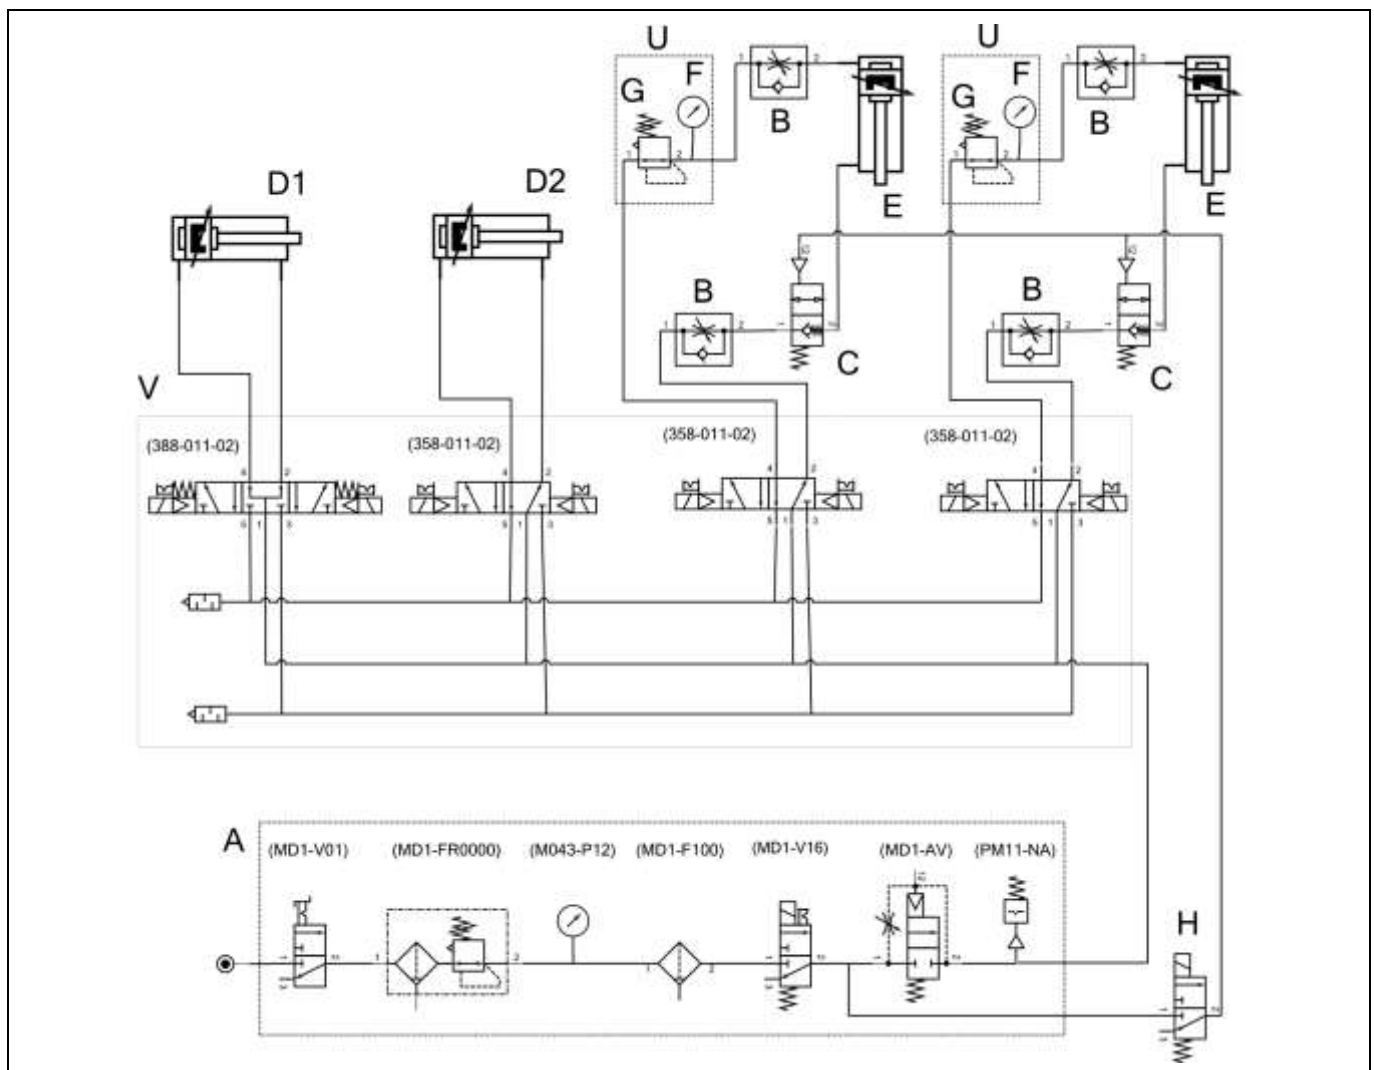 U U
F F
G G
B B
D1 D2
E E
B B
C C
V
(388-011-02) (358-011-02) (358-011-02) (358-011-02)
A
(MD1-V01) (MD1-FR0000) (M043-P12) (MD1-F100) (MD1-V16) (MD1-AV) (PM11-NA)
H